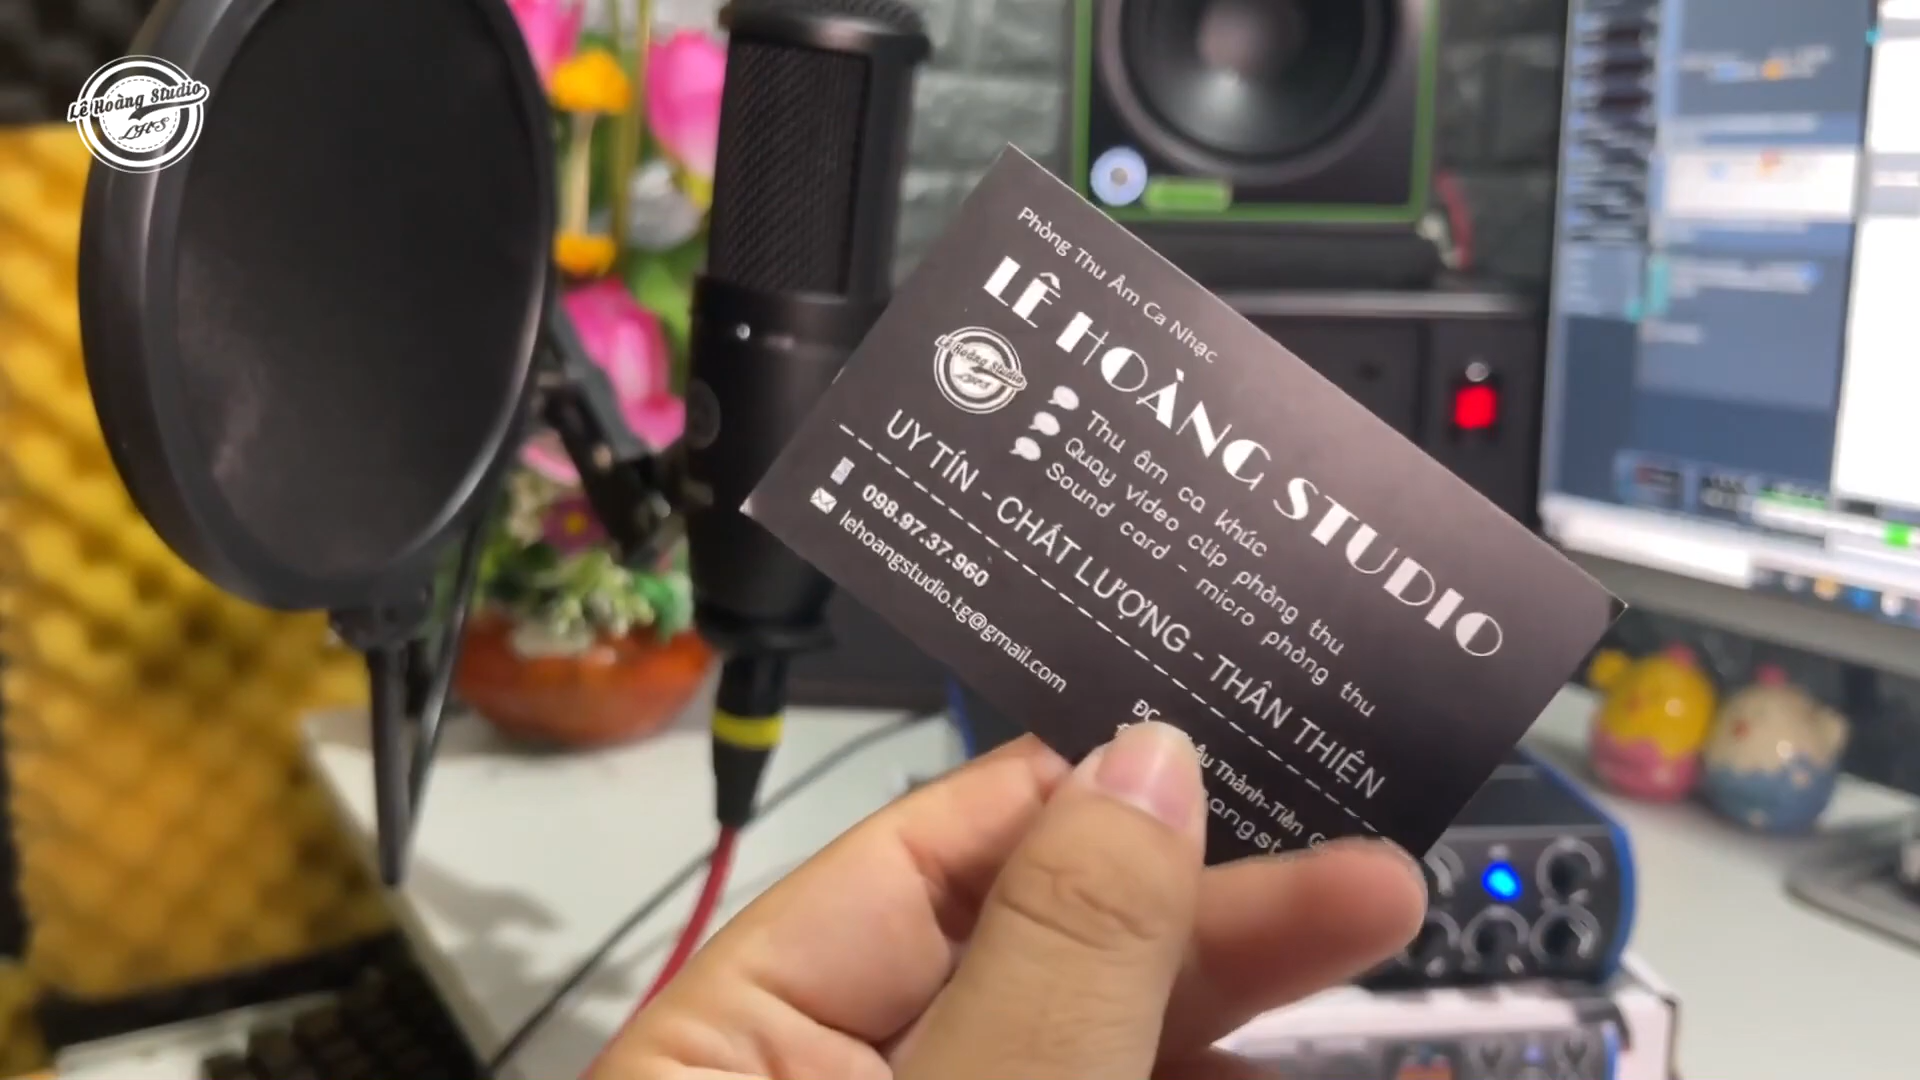 Lê Hoàng Studio
LHS
Phòng Thu Âm Ca Nhạc
LÊ HOÀNG STUDIO
Lê Hoàng Studio
LHS
Thu âm ca khúc
Quay video clip phòng thu
Sound card - micro phòng thu
UY TÍN - CHẤT LƯỢNG - THÂN THIỆN
098.97.37.960
lehoangstudio.tg@gmail.com
Thành-Tiền